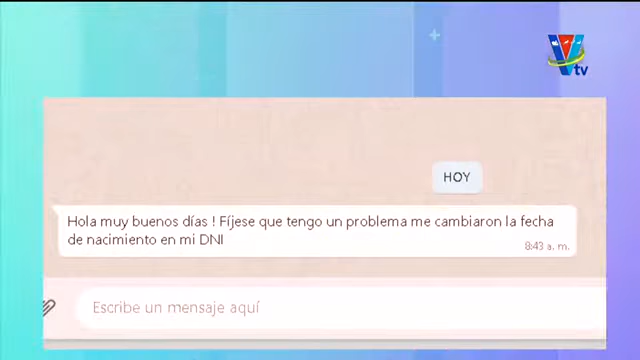 VTV
HOY
Hola muy buenos días ! Fíjese que tengo un problema me cambiaron la fecha
de nacimiento en mi DNI
8:43 a. m.
Escribe un mensaje aquí